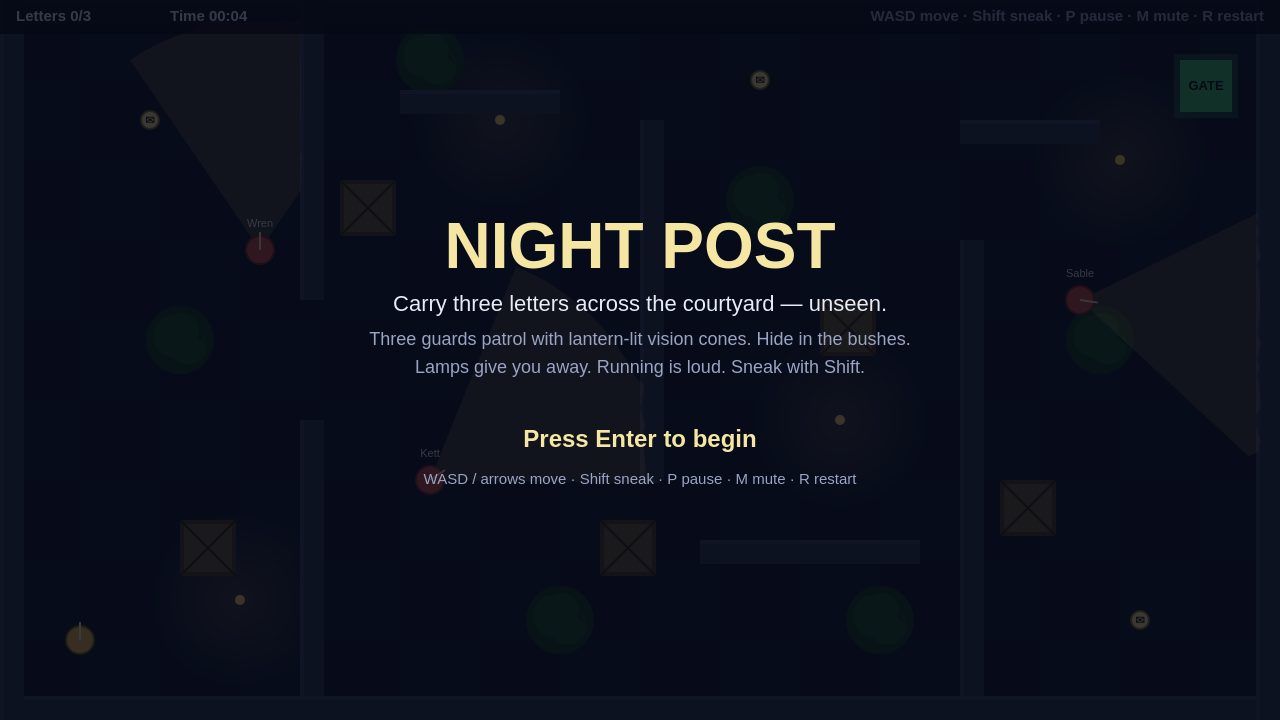 Letters 0/3 Time 00:04 WASD move · Shift sneak · P pause · M mute · R restart
GATE
Wren
NIGHT POST
Sable
Carry three letters across the courtyard — unseen.
Three guards patrol with lantern-lit vision cones. Hide in the bushes.
Lamps give you away. Running is loud. Sneak with Shift.
Press Enter to begin
Kett
WASD / arrows move · Shift sneak · P pause · M mute · R restart